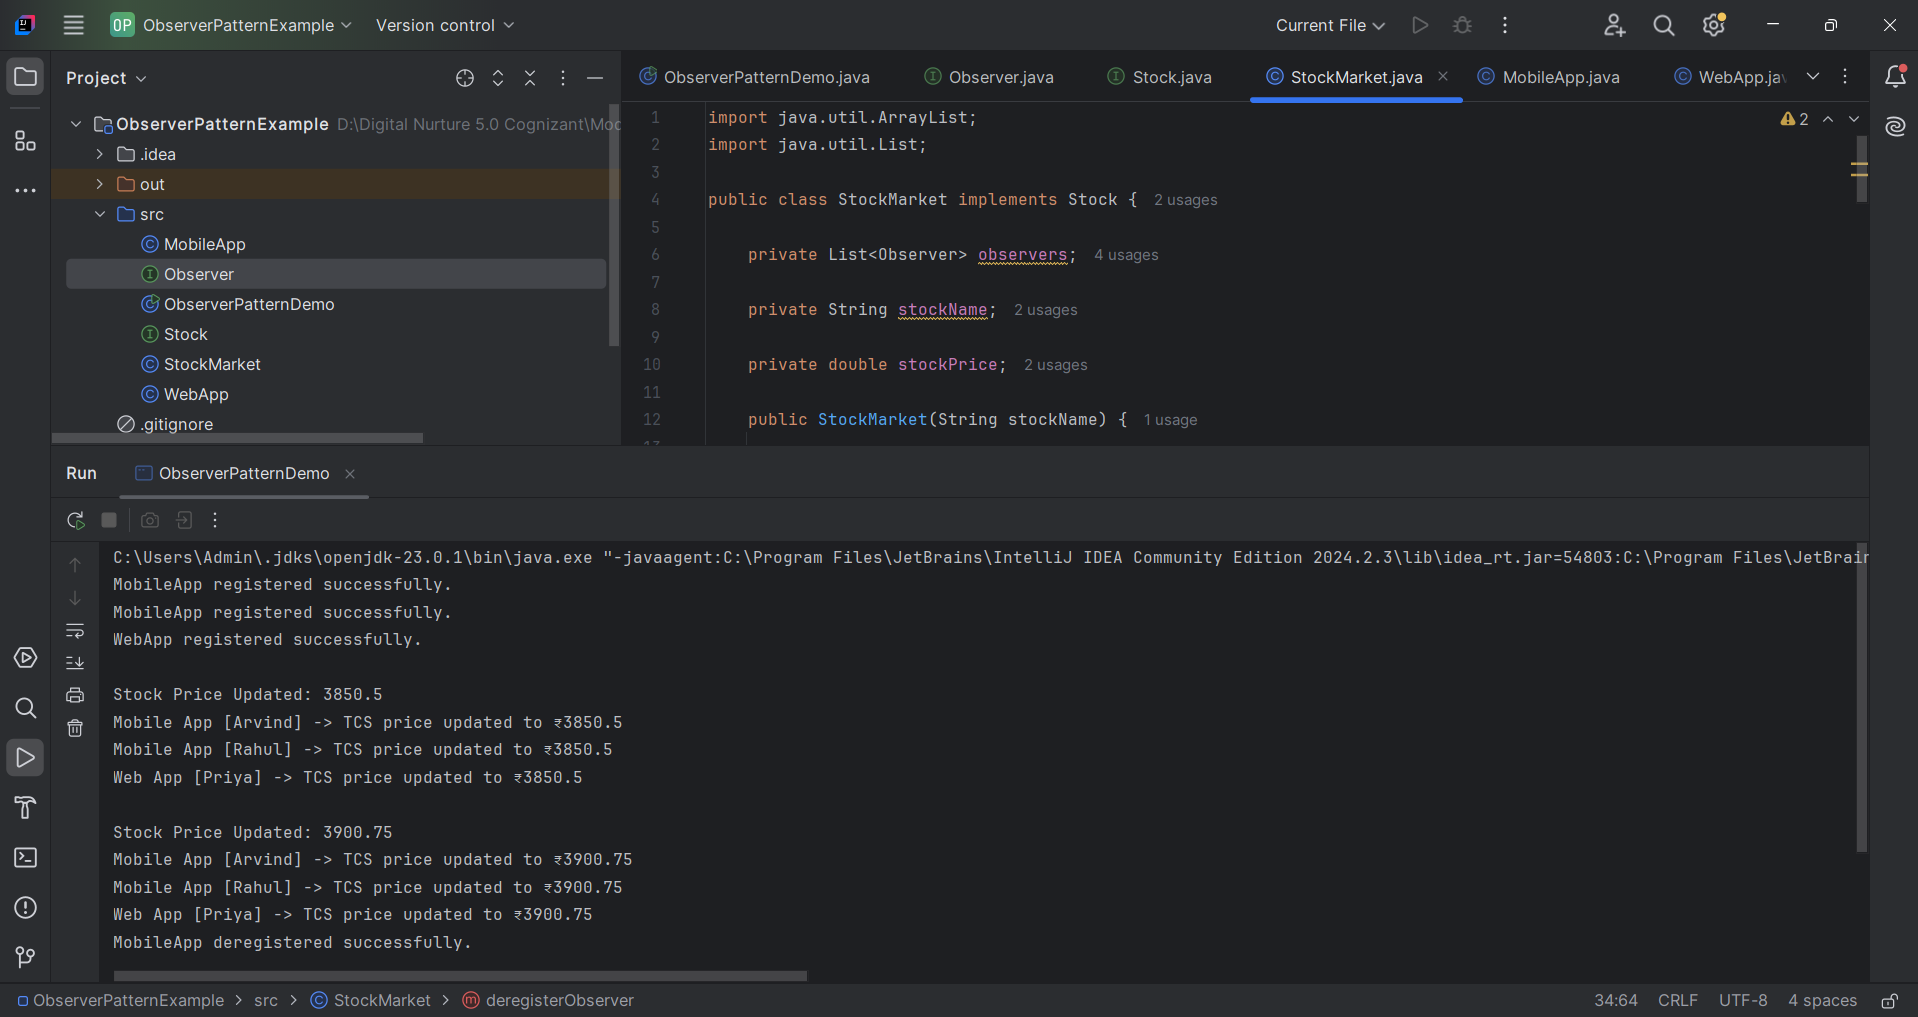 OP ObserverPatternExample Version control Current File
Project
ObserverPatternDemo.java Observer.java Stock.java StockMarket.java MobileApp.java WebApp.jav
ObserverPatternExample D:\Digital Nurture 5.0 Cognizant\Moc
.idea
out
src
MobileApp
Observer
ObserverPatternDemo
Stock
StockMarket
WebApp
.gitignore
2
1 import java.util.ArrayList;
2 import java.util.List;
3
4 public class StockMarket implements Stock { 2 usages
5
6 private List<Observer> observers; 4 usages
7
8 private String stockName; 2 usages
9
10 private double stockPrice; 2 usages
11
12 public StockMarket(String stockName) { 1 usage
Run ObserverPatternDemo
C:\Users\Admin\.jdks\openjdk-23.0.1\bin\java.exe "-javaagent:C:\Program Files\JetBrains\IntelliJ IDEA Community Edition 2024.2.3\lib\idea_rt.jar=54803:C:\Program Files\JetBrain
MobileApp registered successfully.
MobileApp registered successfully.
WebApp registered successfully.
Stock Price Updated: 3850.5
Mobile App [Arvind] -> TCS price updated to ₹3850.5
Mobile App [Rahul] -> TCS price updated to ₹3850.5
Web App [Priya] -> TCS price updated to ₹3850.5
Stock Price Updated: 3900.75
Mobile App [Arvind] -> TCS price updated to ₹3900.75
Mobile App [Rahul] -> TCS price updated to ₹3900.75
Web App [Priya] -> TCS price updated to ₹3900.75
MobileApp deregistered successfully.
ObserverPatternExample > src > StockMarket > deregisterObserver 34:64 CRLF UTF-8 4 spaces